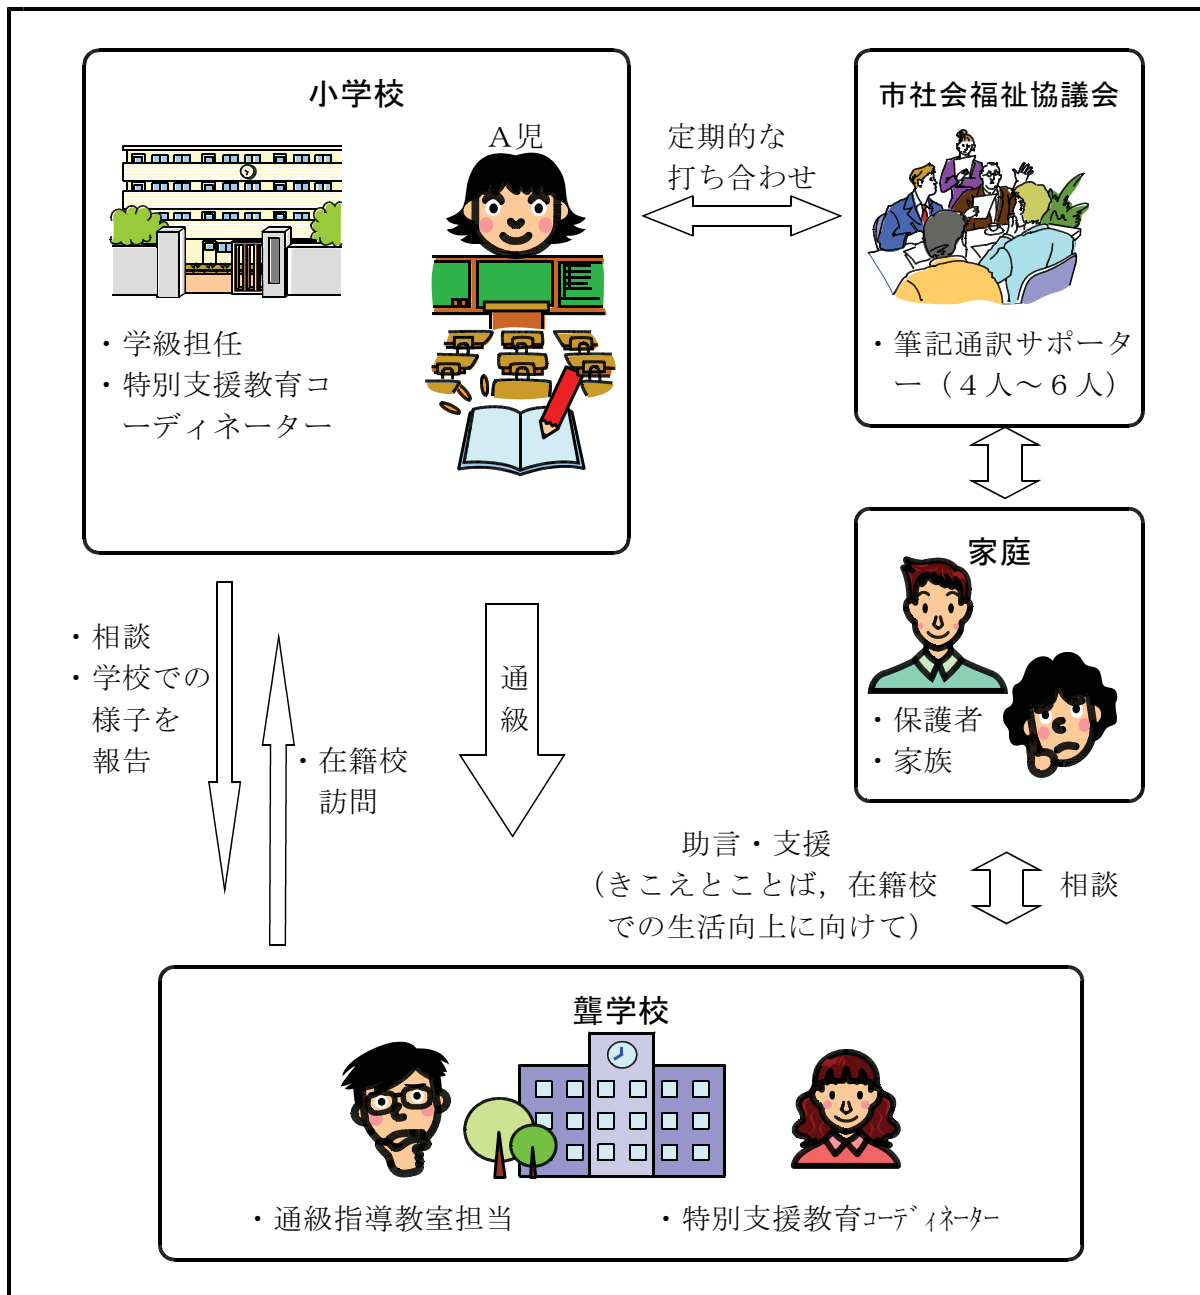 小学校
A児
・学級担任
・特別支援教育コ
ーディネーター
定期的な
打ち合わせ
市社会福祉協議会
・筆記通訳サポータ
ー（４人～６人）
家庭
・保護者
・家族
・相談
・学校での
様子を
報告
・在籍校
訪問
通
級
助言・支援
（きこえとことば，在籍校
での生活向上に向けて）
相談
聾学校
・通級指導教室担当
・特別支援教育ｺｰﾃﾞｨﾈｰﾀｰ